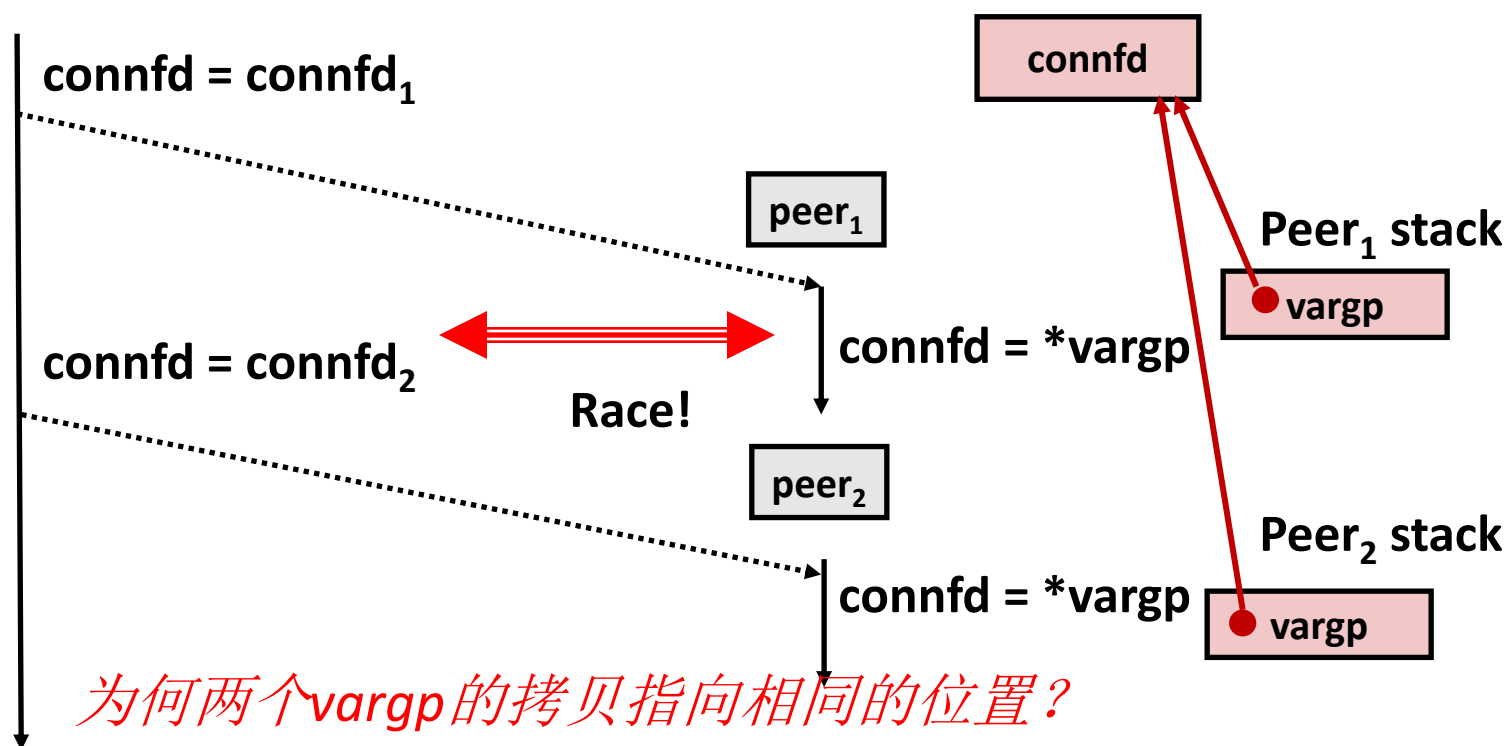 connfd = connfd₁
connfd
peer₁
Peer₁ stack
vargp
connfd = connfd₂
connfd = *vargp
Race!
peer₂
Peer₂ stack
connfd = *vargp
vargp
为何两个vargp的拷贝指向相同的位置？